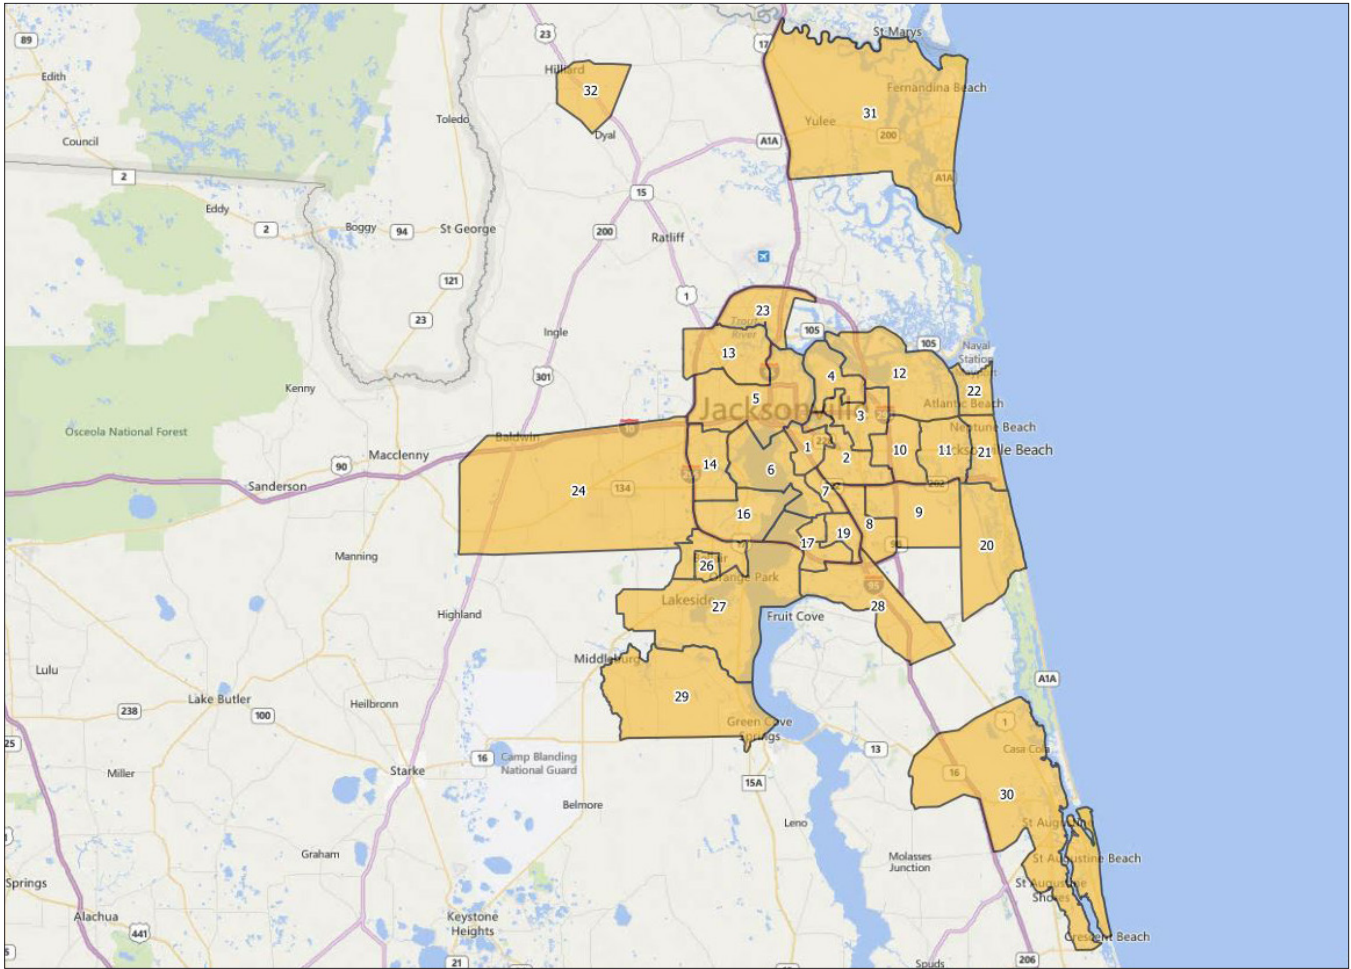 89
Edith
Council
2
Eddy
2
Boggy
94
St George
Toledo
121
23
23
Hilliard
32
Dyal
15
200
Ratliff
1
A1A
17
St Marys
Fernandina Beach
31
Yulee
200
A1A
Ingle
301
Kenny
Osceola National Forest
Macclenny
90
Sanderson
Baldwin
23
Trout
River
105
13
4
12
105
Naval
Station
22
5
Jacksonville
3
Atlantic Beach
Neptune Beach
14
6
1
2
10
11
21
Jacksonville Beach
24
134
7
202
16
8
9
17
19
20
Manning
26
Orange Park
Lakeside
27
95
28
Fruit Cove
Highland
Middleburg
Lulu
Lake Butler
238
100
Heilbronn
29
Green Cove
Springs
A1A
1
Casa Cola
25
Miller
Starke
16
Camp Blanding
National Guard
15A
13
16
30
Belmore
Leno
St Augustine
Graham
Molasses
Junction
St Augustine Beach
St Augustine
Shores
Springs
Alachua
441
Keystone
Heights
Crescent Beach
21
Spuds
206